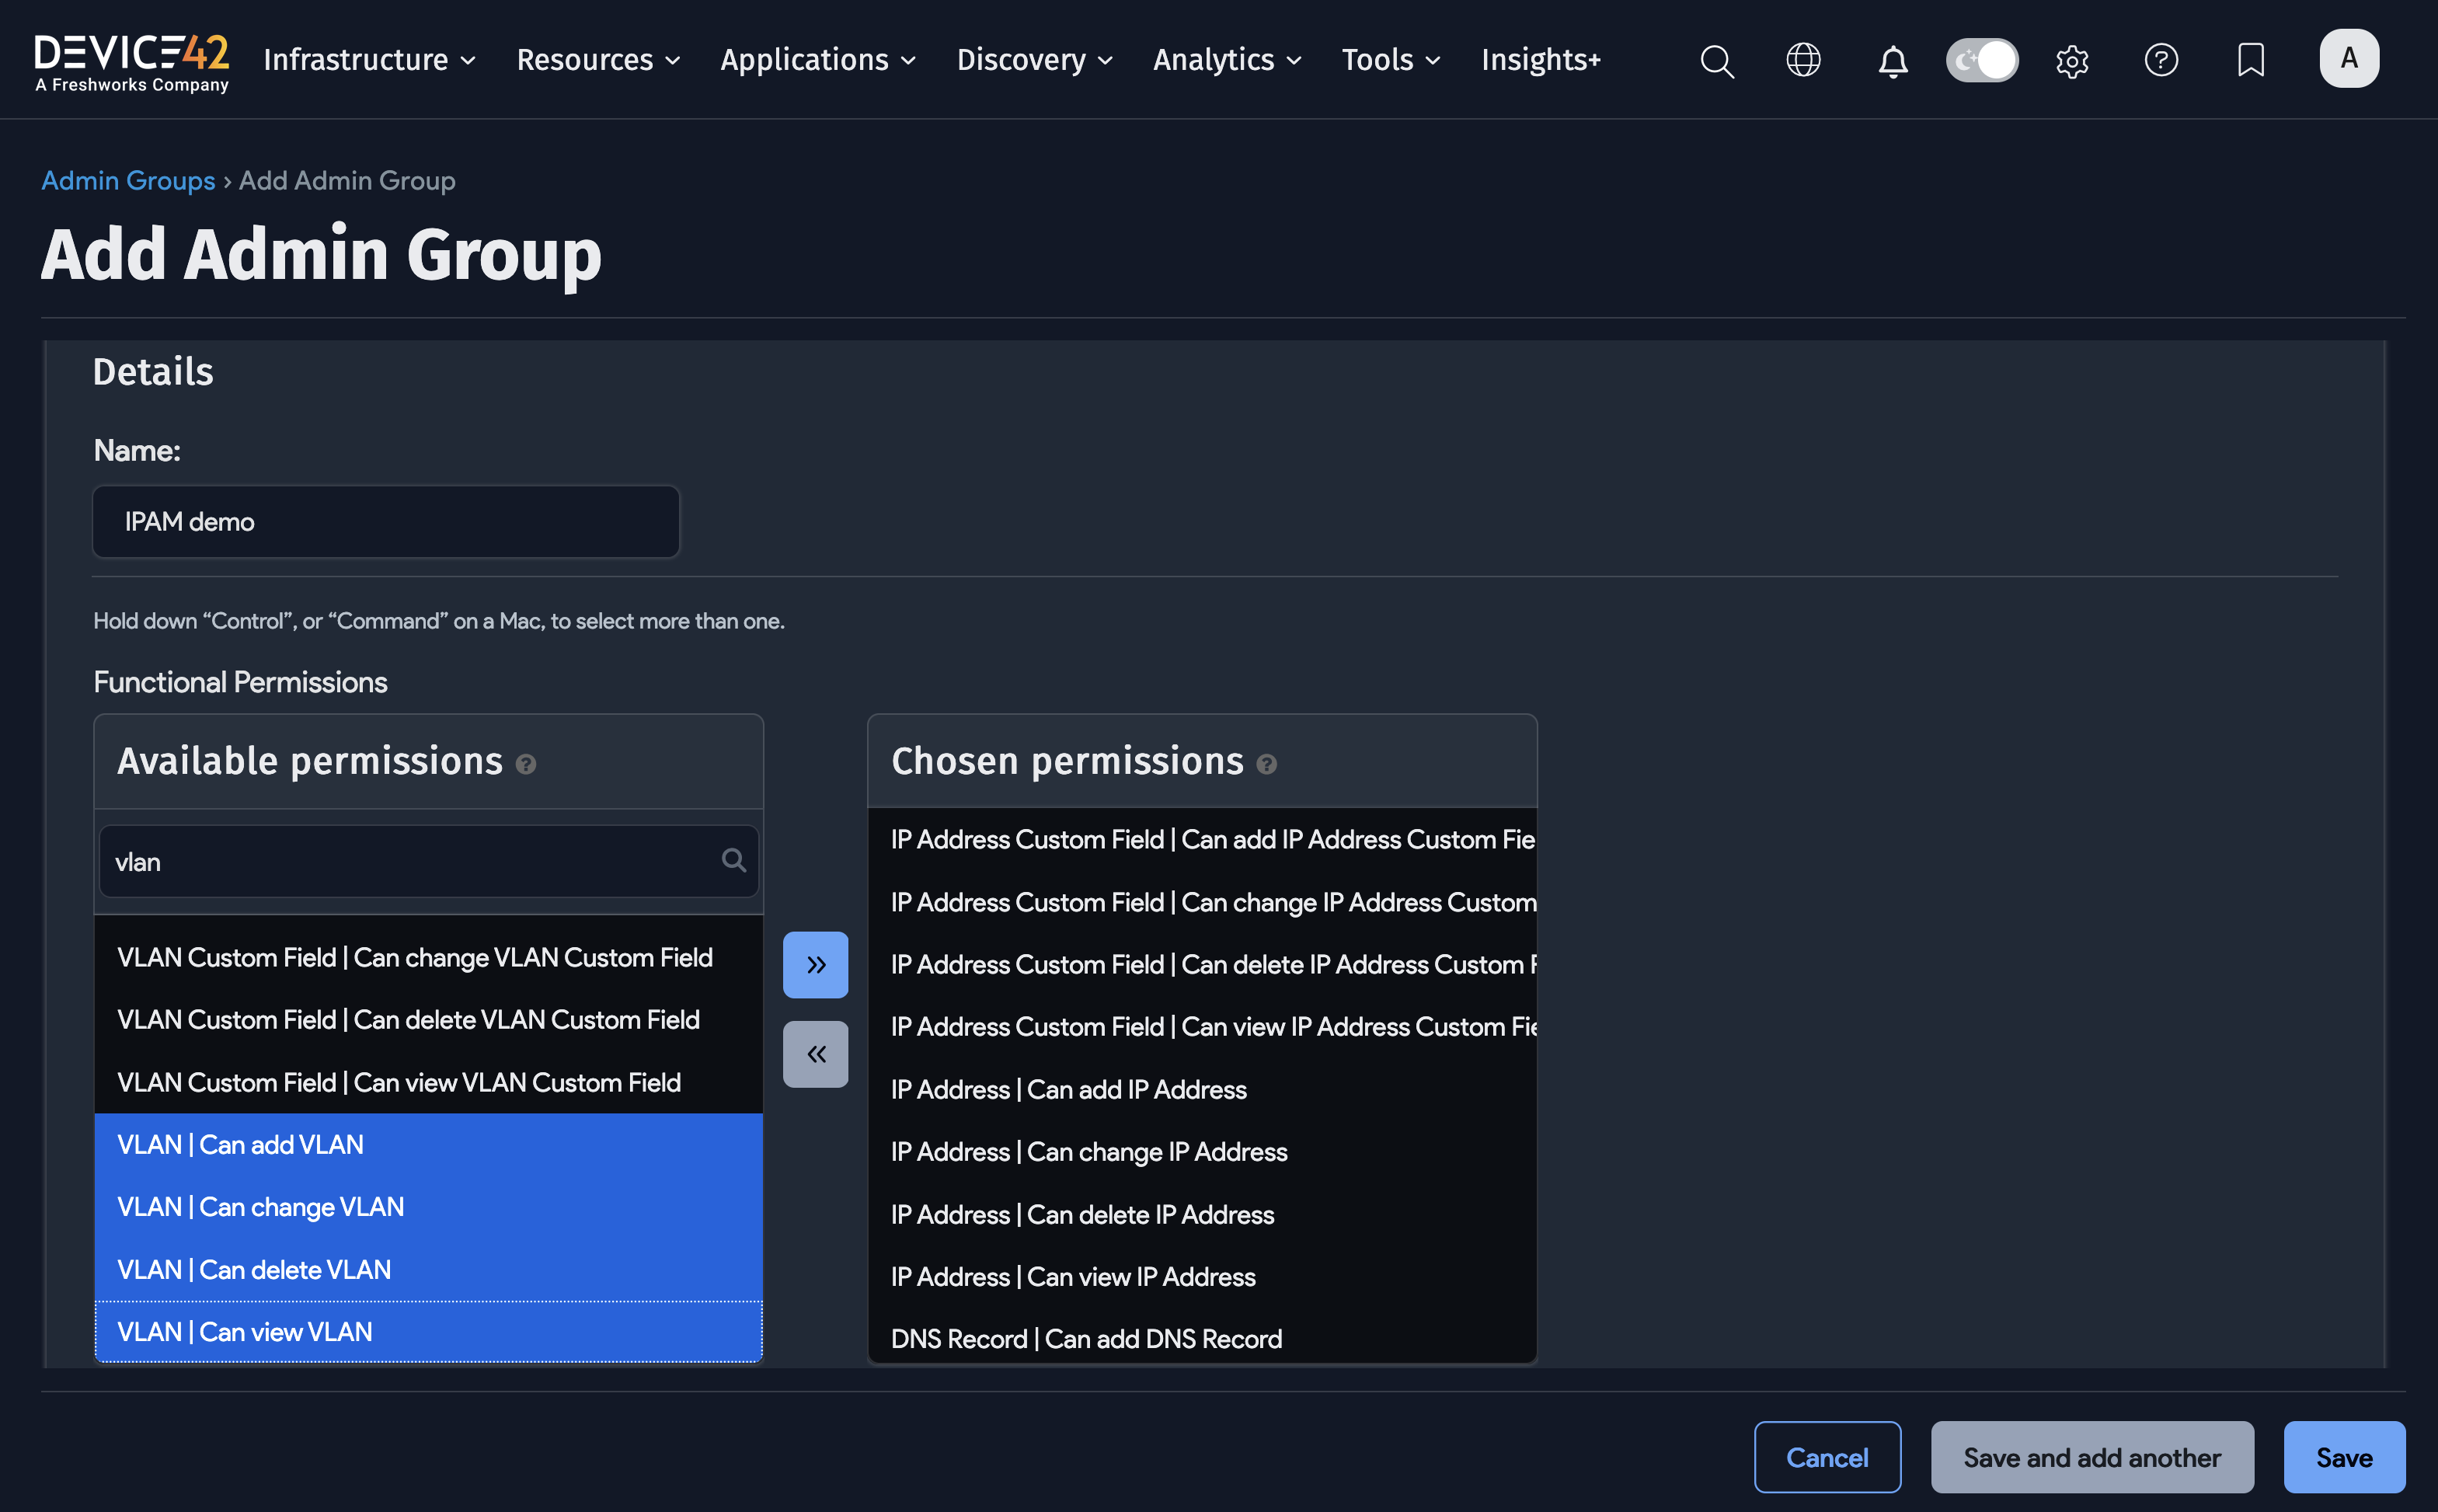 DEVICE42
A Freshworks Company
Infrastructure
Resources
Applications
Discovery
Analytics
Tools
Insights+
?
A
Admin Groups › Add Admin Group
Add Admin Group
Details
Name:
IPAM demo
Hold down “Control”, or “Command” on a Mac, to select more than one.
Functional Permissions
Available permissions ?
vlan
VLAN Custom Field | Can change VLAN Custom Field
VLAN Custom Field | Can delete VLAN Custom Field
VLAN Custom Field | Can view VLAN Custom Field
VLAN | Can add VLAN
VLAN | Can change VLAN
VLAN | Can delete VLAN
VLAN | Can view VLAN
»
«
Chosen permissions ?
IP Address Custom Field | Can add IP Address Custom Fie
IP Address Custom Field | Can change IP Address Custom
IP Address Custom Field | Can delete IP Address Custom F
IP Address Custom Field | Can view IP Address Custom Fie
IP Address | Can add IP Address
IP Address | Can change IP Address
IP Address | Can delete IP Address
IP Address | Can view IP Address
DNS Record | Can add DNS Record
Cancel
Save and add another
Save